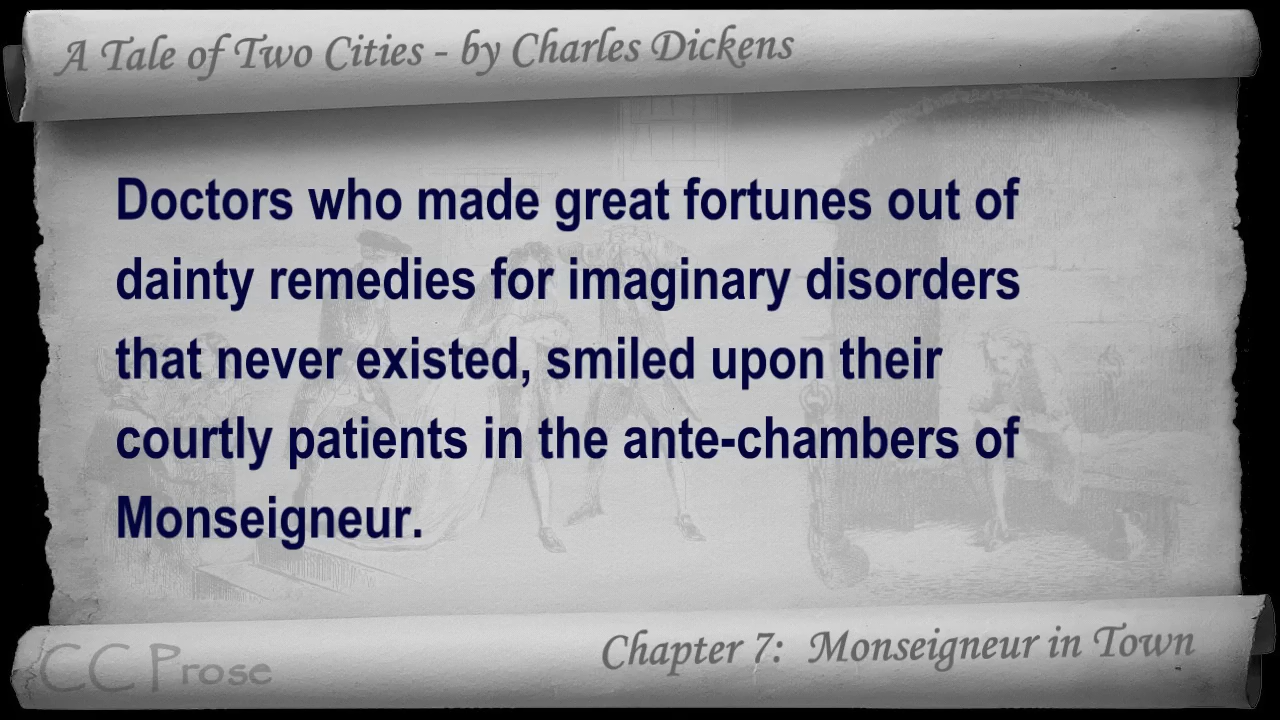 A Tale of Two Cities - by Charles Dickens
Doctors who made great fortunes out of
dainty remedies for imaginary disorders
that never existed, smiled upon their
courtly patients in the ante-chambers of
Monseigneur.
Chapter 7: Monseigneur in Town
CC Prose